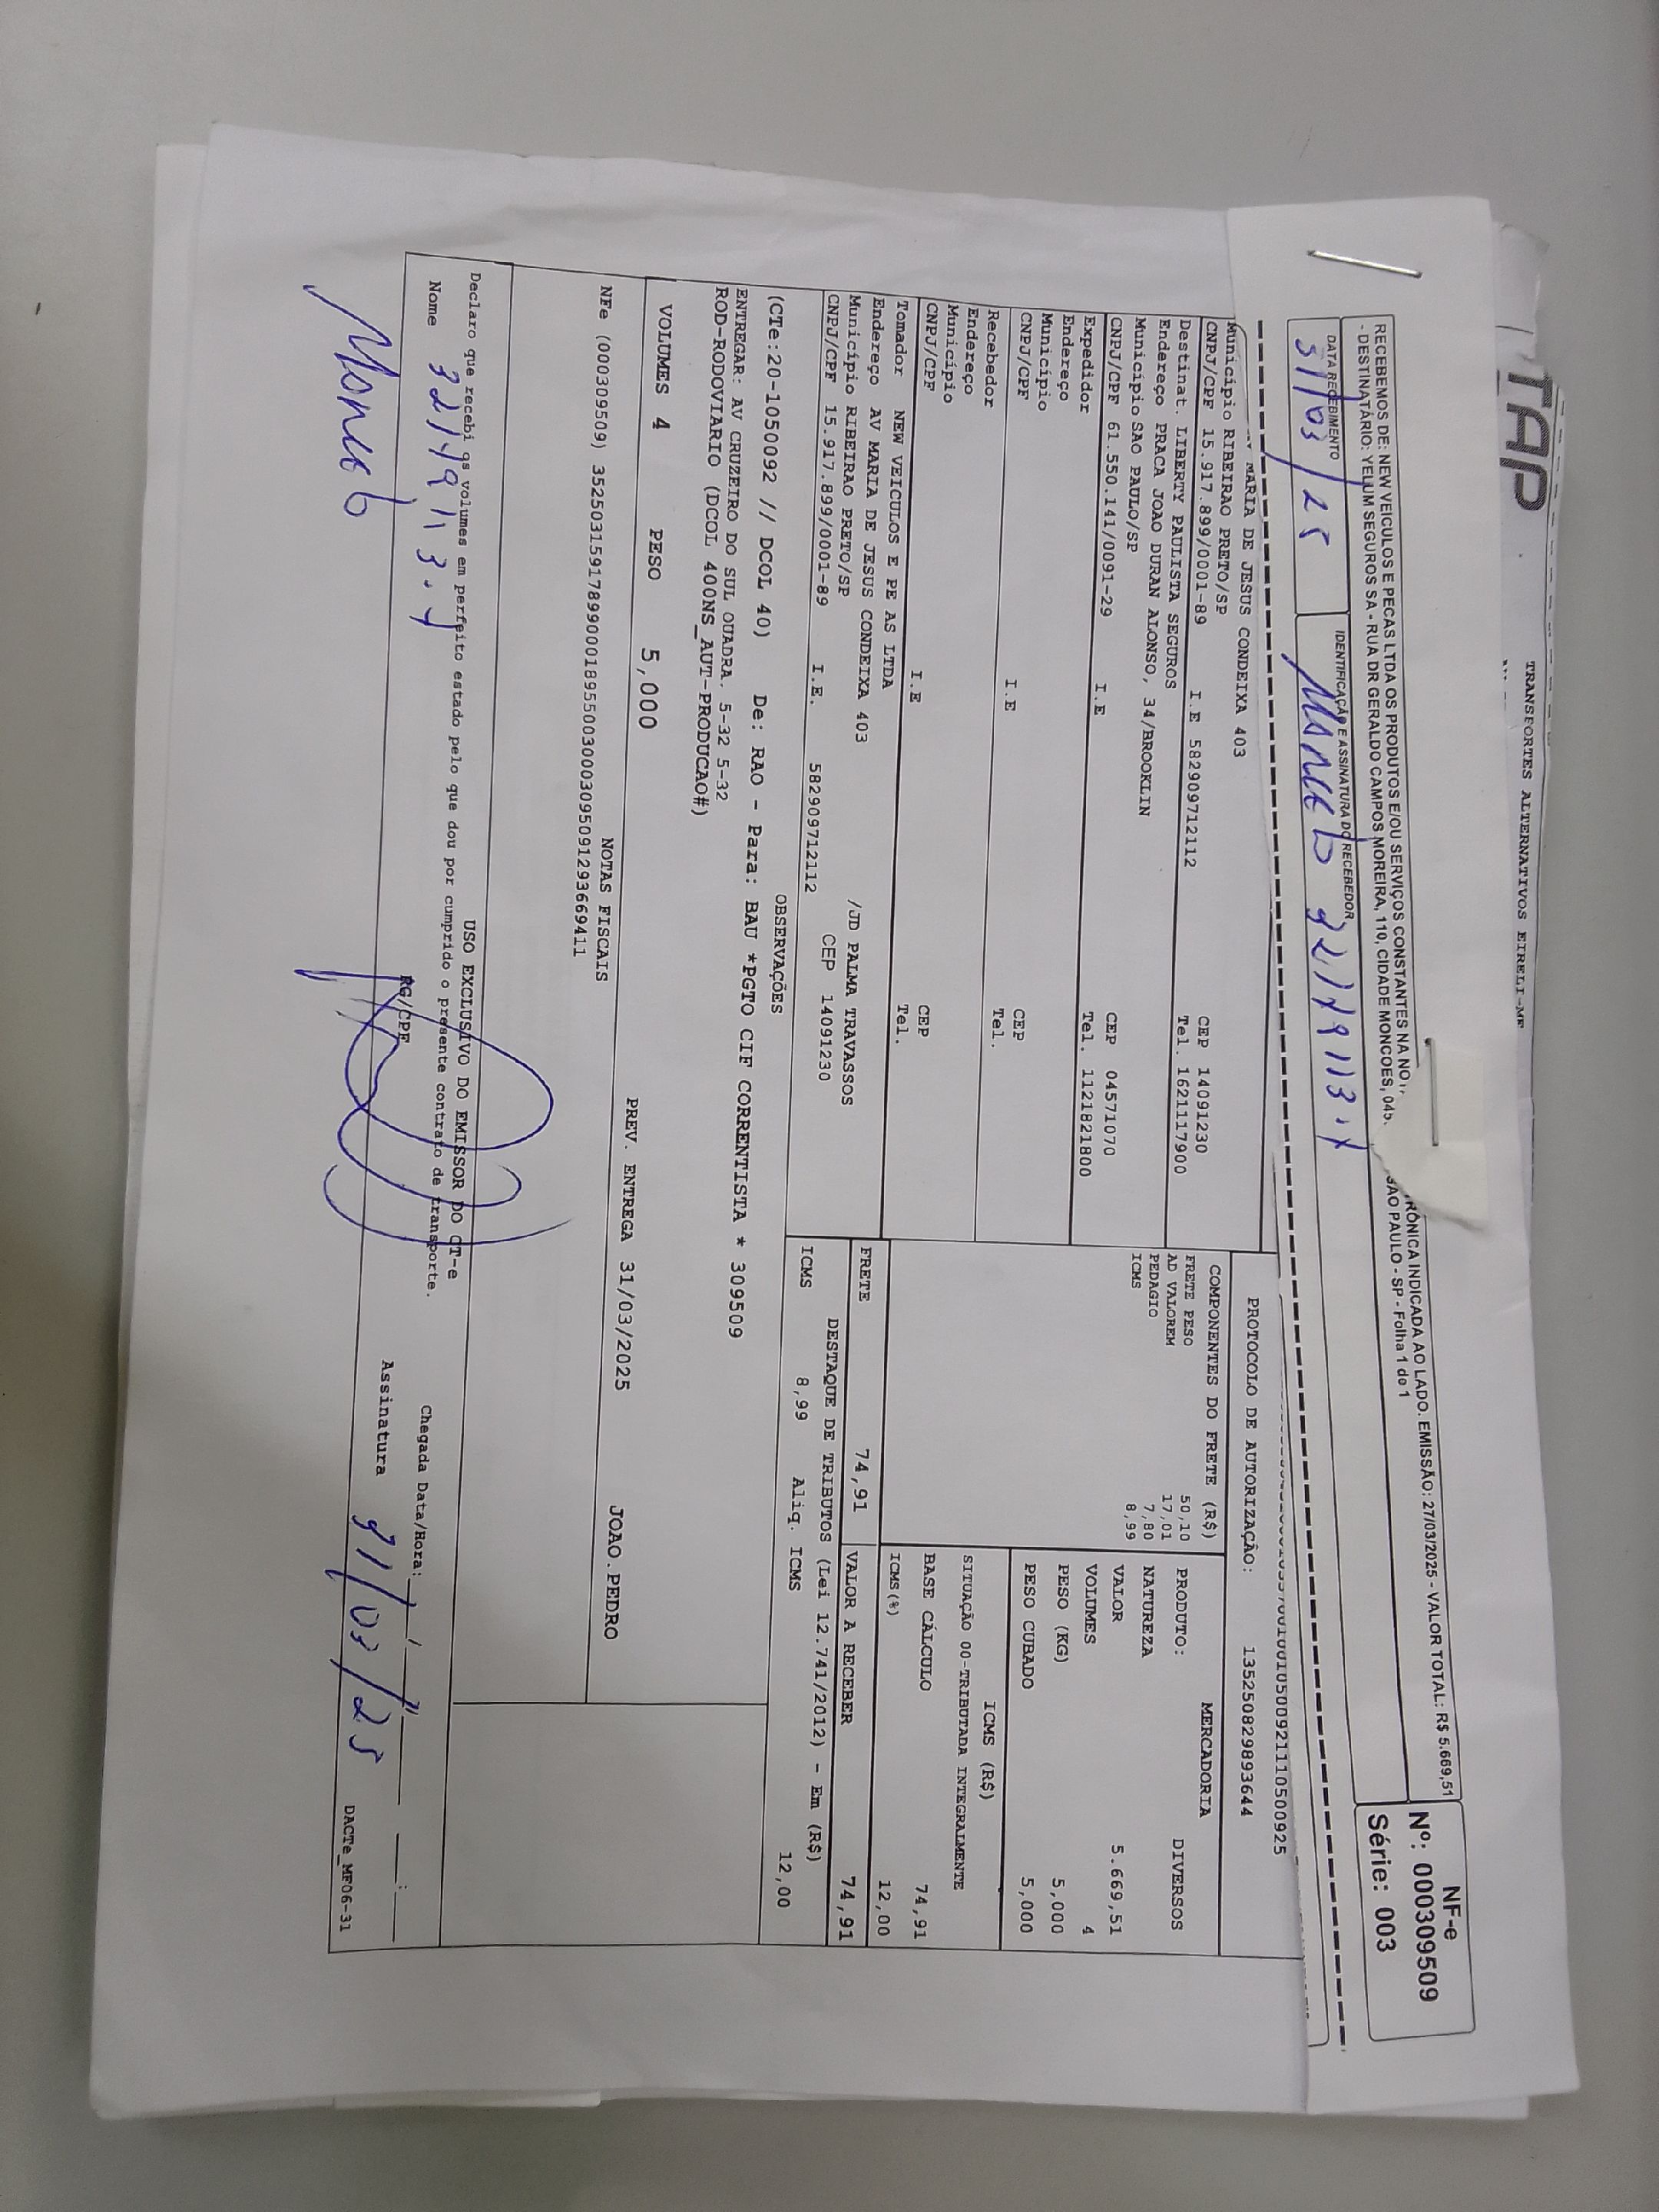 TAP
TRANSPORTES ALTERNATIVOS EIRELI-ME
RECEBEMOS DE: NEW VEICULOS E PECAS LTDA OS PRODUTOS E/OU SERVIÇOS CONSTANTES NA NO RÔNICA INDICADA AO LADO. EMISSÃO: 27/03/2025 - VALOR TOTAL: R$ 5.669,51
- DESTINATÁRIO: YELUM SEGUROS SA - RUA DR GERALDO CAMPOS MOREIRA, 110, CIDADE MONCOES, SAO PAULO - SP - Folha 1 de 1
NF-e
Nº: 000309509
Série: 003
DATA RECEBIMENTO
IDENTIFICAÇÃO E ASSINATURA DO RECEBEDOR
/03/25
MARIA DE JESUS CONDEIXA 403
Município RIBEIRAO PRETO/SP CEP 14091230
CNPJ/CPF 15.917.899/0001-89 I.E 582909712112 Tel. 1621117900
Destinat. LIBERTY PAULISTA SEGUROS
Endereço PRACA JOAO DURAN ALONSO, 34/BROOKLIN
Município SAO PAULO/SP CEP 04571070
CNPJ/CPF 61.550.141/0091-29 I.E Tel. 1121821800
Expedidor
Endereço
Município CEP
CNPJ/CPF I.E Tel.
Recebedor
Endereço
Município CEP
CNPJ/CPF I.E Tel.
Tomador NEW VEICULOS E PE AS LTDA
Endereço AV MARIA DE JESUS CONDEIXA 403 /JD PALMA TRAVASSOS
Município RIBEIRAO PRETO/SP CEP 14091230
CNPJ/CPF 15.917.899/0001-89 I.E. 582909712112
PROTOCOLO DE AUTORIZAÇÃO: 135250829893644
COMPONENTES DO FRETE (R$)
FRETE PESO 50,10
AD VALOREM 17,01
PEDAGIO 7,80
ICMS 8,99
MERCADORIA
PRODUTO: DIVERSOS
NATUREZA
VALOR 5.669,51
VOLUMES 4
PESO (KG) 5,000
PESO CUBADO 5,000
ICMS (R$)
SITUAÇÃO 00-TRIBUTADA INTEGRALMENTE
BASE CÁLCULO 74,91
ICMS(%) 12,00
FRETE 74,91 VALOR A RECEBER 74,91
DESTAQUE DE TRIBUTOS (Lei 12.741/2012) - Em (R$)
ICMS 8,99 Aliq. ICMS 12,00
OBSERVAÇÕES
(CTe:20-1050092 // DCOL 40) De: RAO - Para: BAU *PGTO CIF CORRENTISTA * 309509
ENTREGAR: AV CRUZEIRO DO SUL QUADRA. 5-32 5-32
ROD-RODOVIARIO (DCOL 400NS_AUT-PRODUCAO#)
VOLUMES 4 PESO 5,000 PREV. ENTREGA 31/03/2025 JOAO.PEDRO
NOTAS FISCAIS
NFe (000309509) 35250315917899000189550030003095091293669411
USO EXCLUSIVO DO EMISSOR DO CT-e
Declaro que recebi os volumes em perfeito estado pelo que dou por cumprido o presente contrato de transporte.
Chegada Data/Hora:
Nome RG/CPF Assinatura
/03/25
DACTe_MF06-31